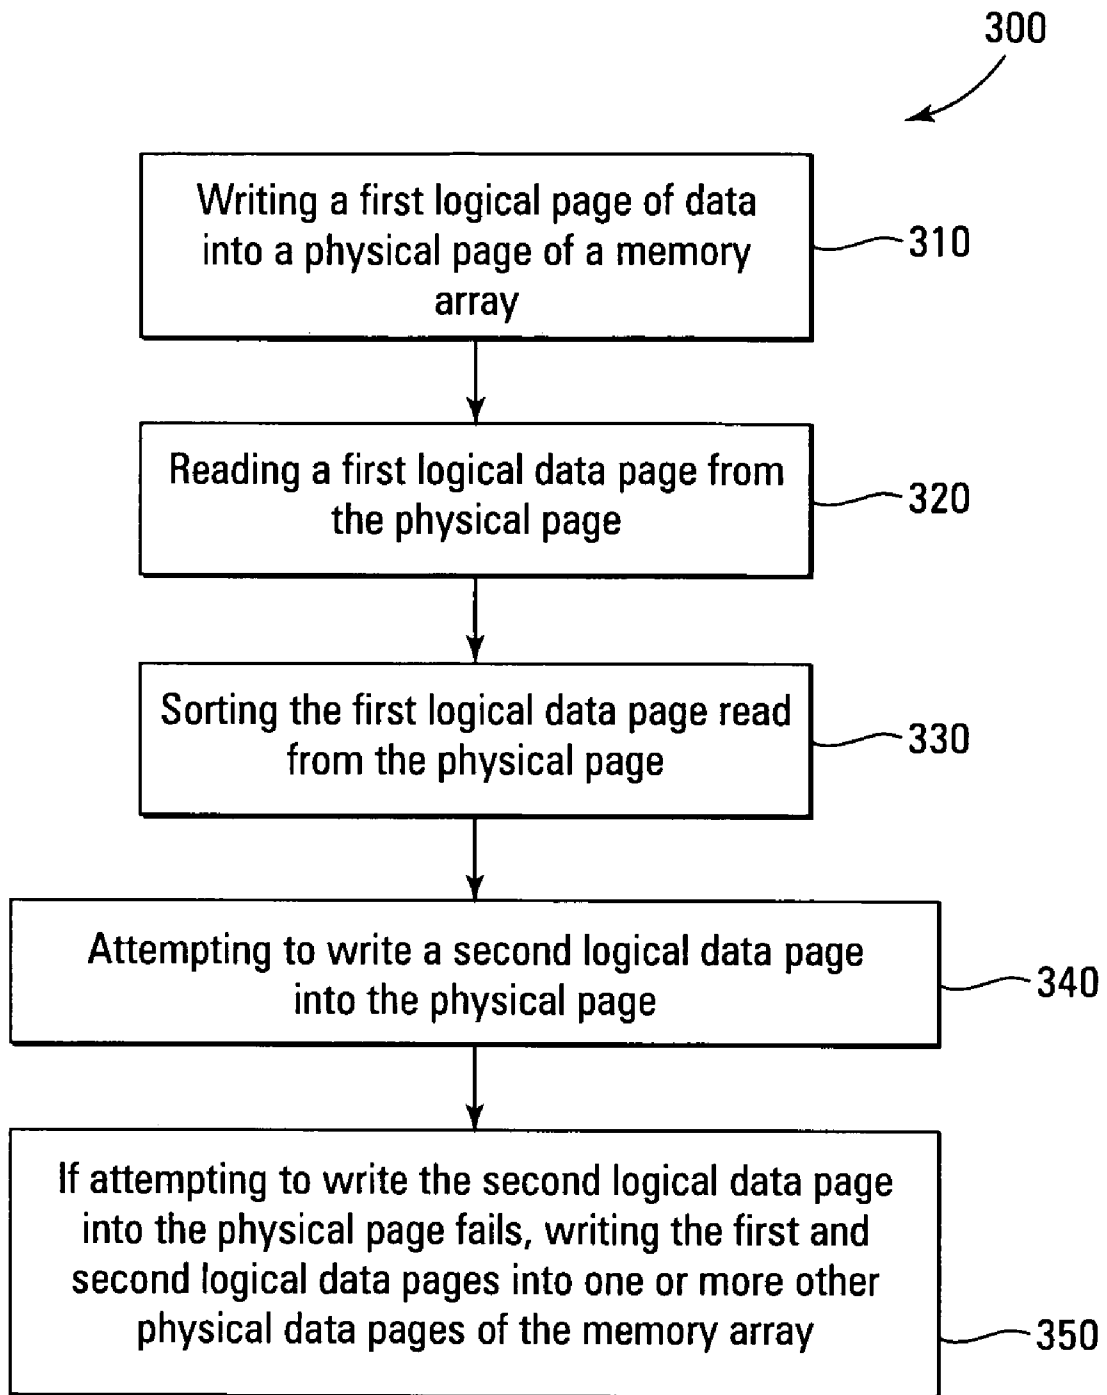 300
Writing a first logical page of data
into a physical page of a memory
array
310
Reading a first logical data page from
the physical page
320
Sorting the first logical data page read
from the physical page
330
Attempting to write a second logical data page
into the physical page
340
If attempting to write the second logical data page
into the physical page fails, writing the first and
second logical data pages into one or more other
physical data pages of the memory array
350